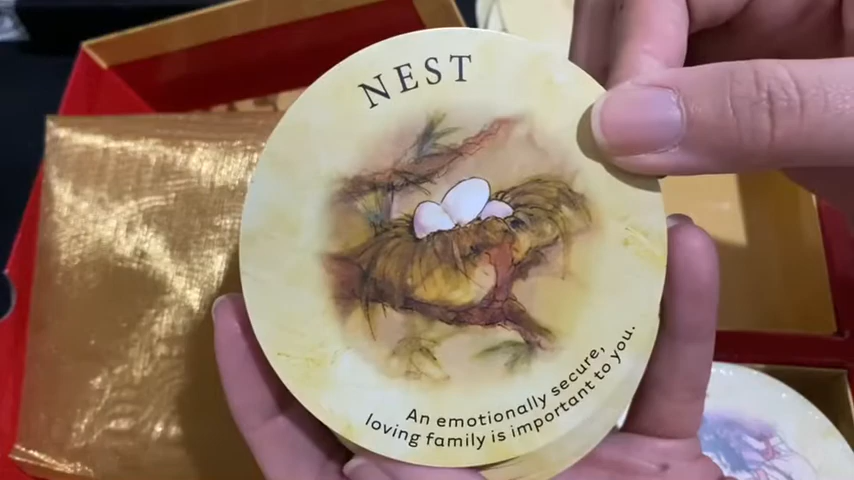 NEST
An emotionally secure,
loving family is important to you.